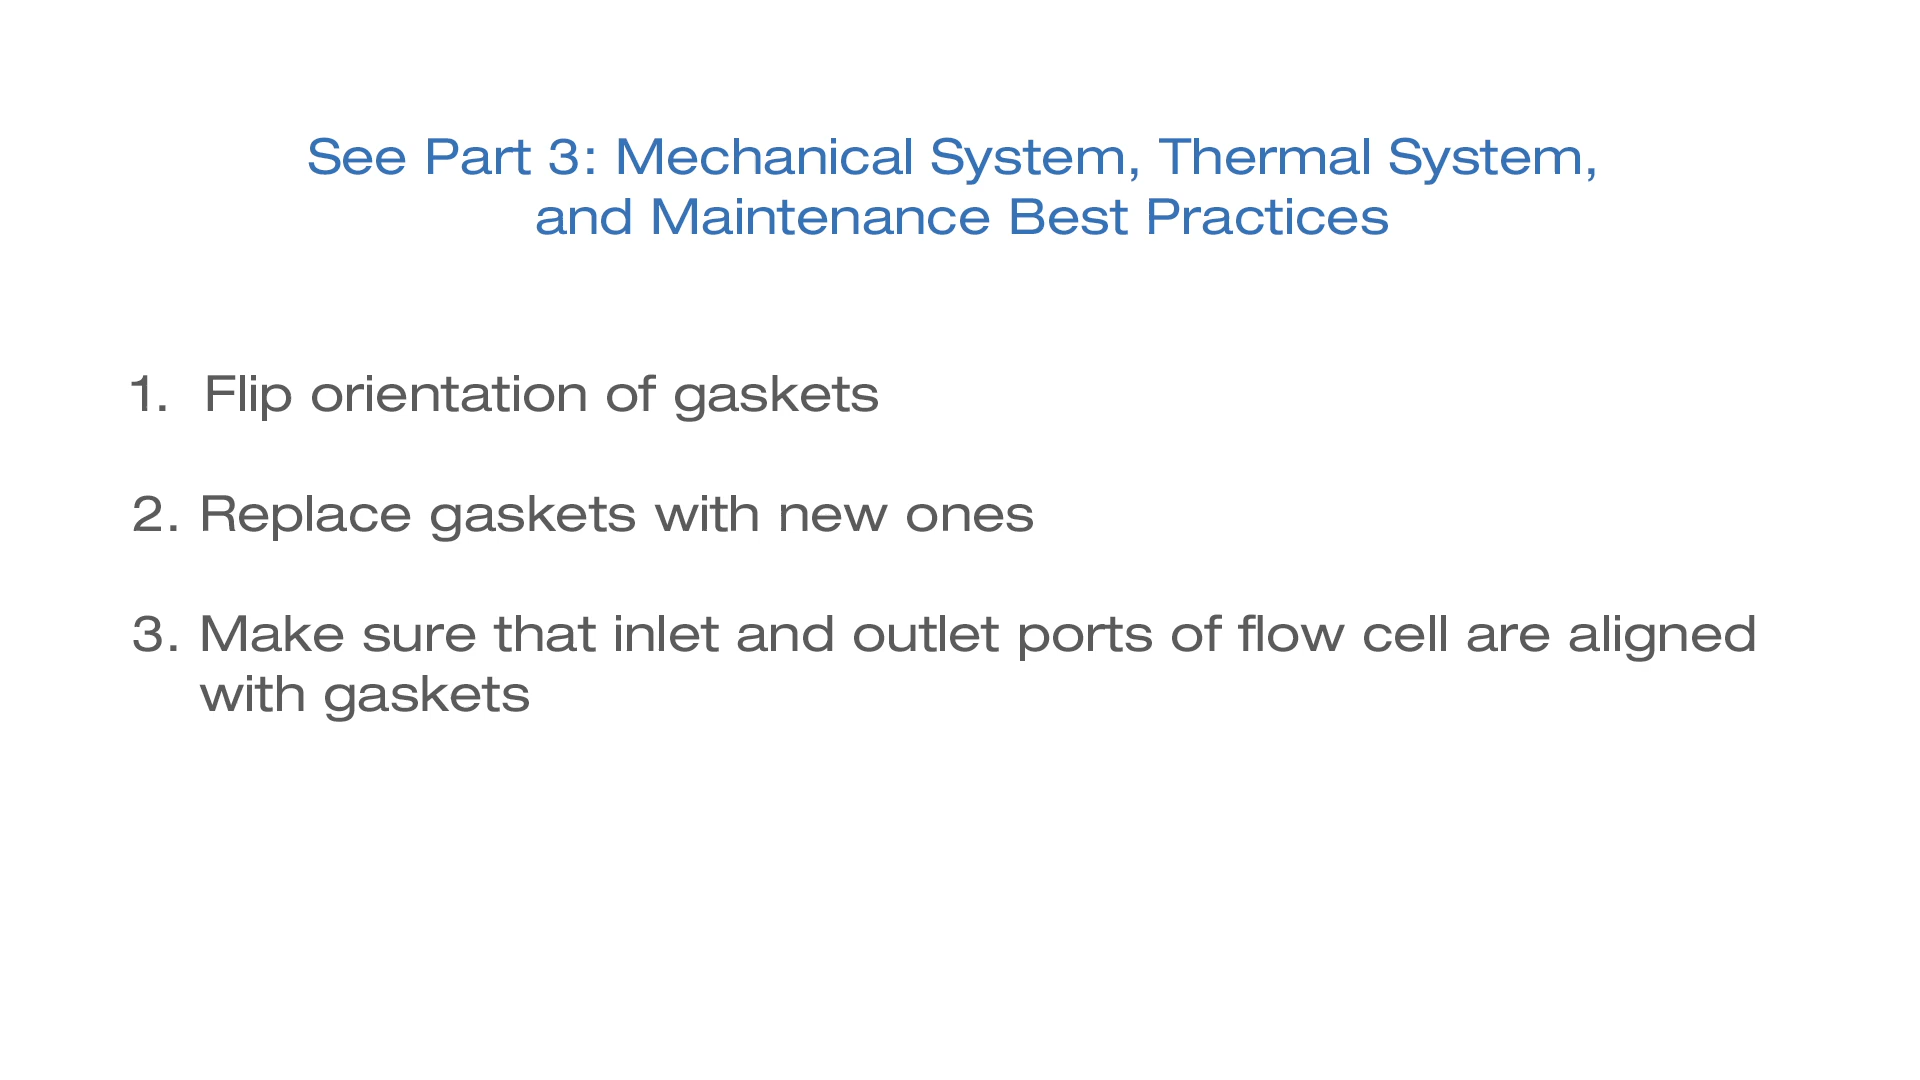 See Part 3: Mechanical System, Thermal System,
and Maintenance Best Practices
1. Flip orientation of gaskets
2. Replace gaskets with new ones
3. Make sure that inlet and outlet ports of flow cell are aligned
with gaskets